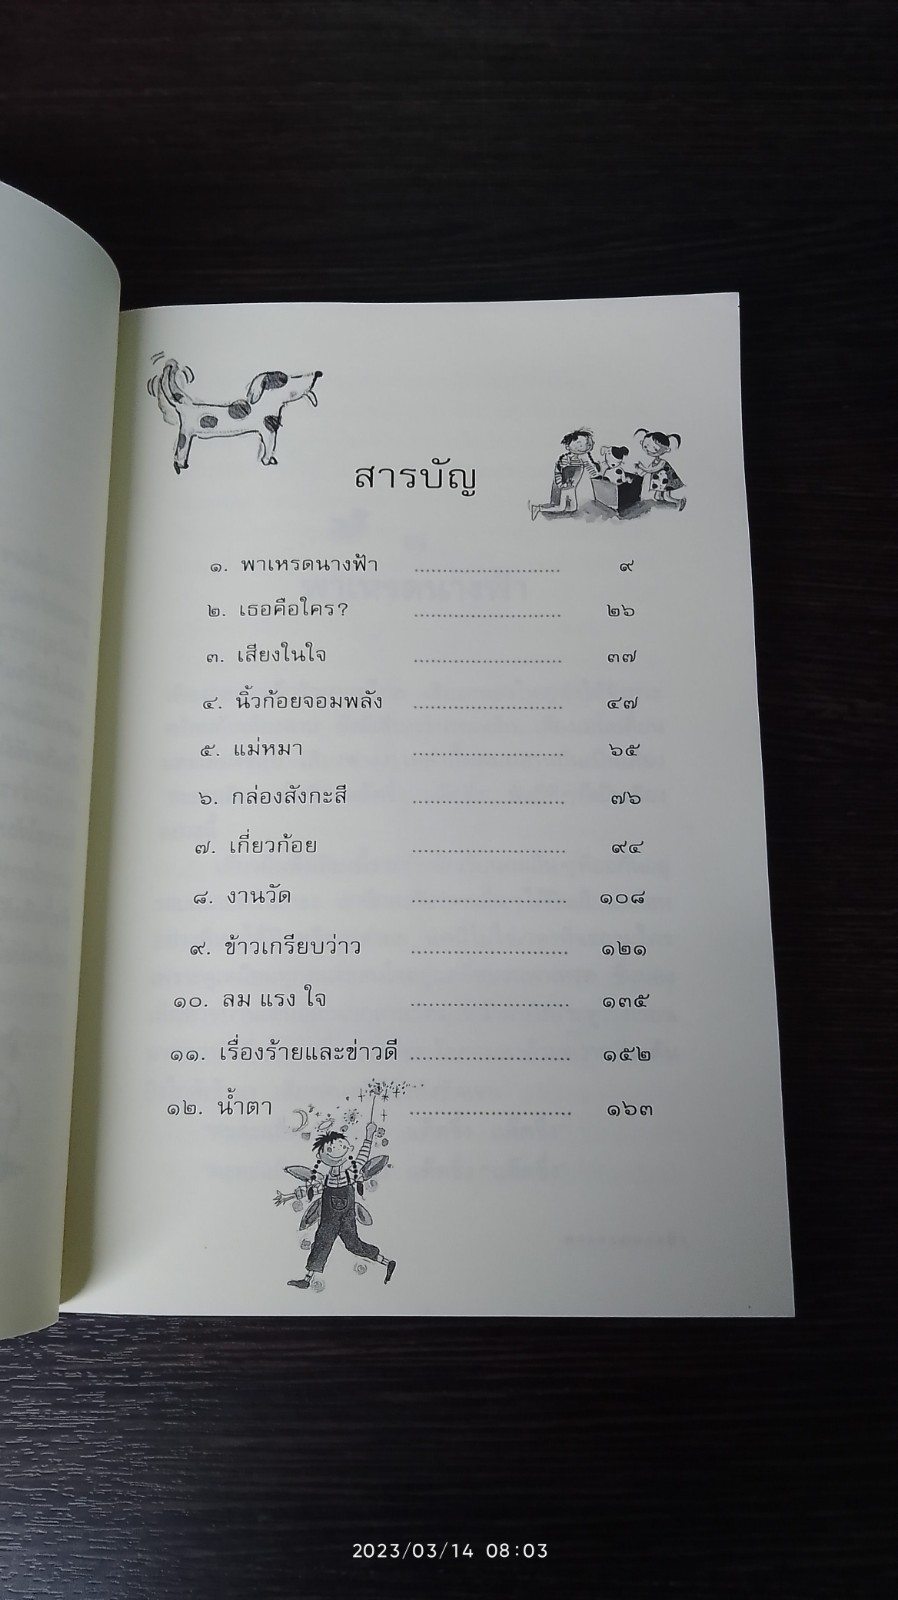 สารบัญ
๑. พาเหรดนางฟ้า ........................ ๙
๒. เธอคือใคร? ........................ ๒๖
๓. เสียงในใจ ........................ ๓๗
๔. นิ้วก้อยจอมพลัง ........................ ๔๗
๕. แม่หมา ........................ ๖๕
๖. กล่องสังกะสี ........................ ๗๖
๗. เกี่ยวก้อย ........................ ๙๔
๘. งานวัด ........................ ๑๐๘
๙. ข้าวเกรียบว่าว ........................ ๑๒๑
๑๐. ลม แรง ใจ ........................ ๑๓๕
๑๑. เรื่องร้ายและข่าวดี ........................ ๑๕๒
๑๒. น้ำตา ........................ ๑๖๓
2023/03/14 08:03